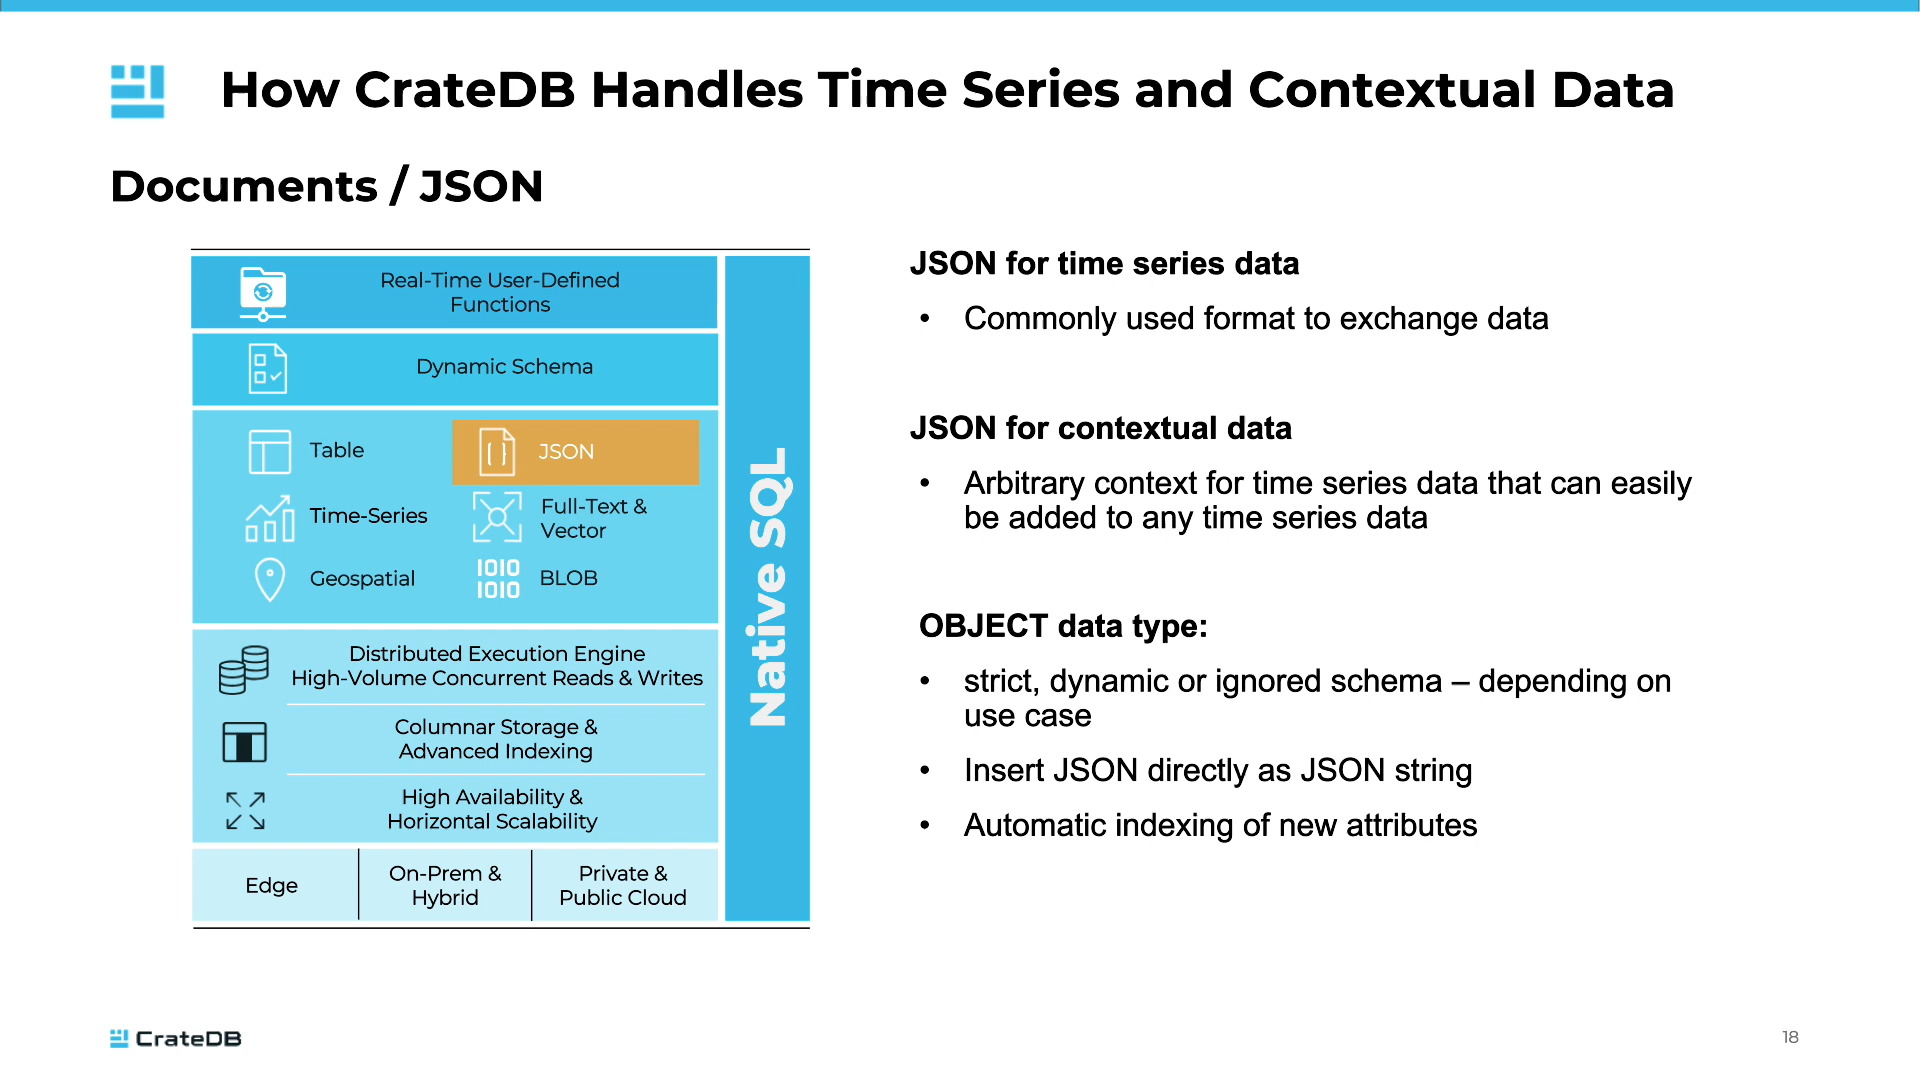 How CrateDB Handles Time Series and Contextual Data
Documents / JSON
Real-Time User-Defined
Functions
Dynamic Schema
Table
JSON
Time-Series
Full-Text &
Vector
Geospatial
1010
1010
BLOB
Distributed Execution Engine
High-Volume Concurrent Reads & Writes
Columnar Storage &
Advanced Indexing
High Availability &
Horizontal Scalability
Edge
On-Prem &
Hybrid
Private &
Public Cloud
Native SQL
JSON for time series data
• Commonly used format to exchange data
JSON for contextual data
• Arbitrary context for time series data that can easily
be added to any time series data
OBJECT data type:
• strict, dynamic or ignored schema – depending on
use case
• Insert JSON directly as JSON string
• Automatic indexing of new attributes
CrateDB
18